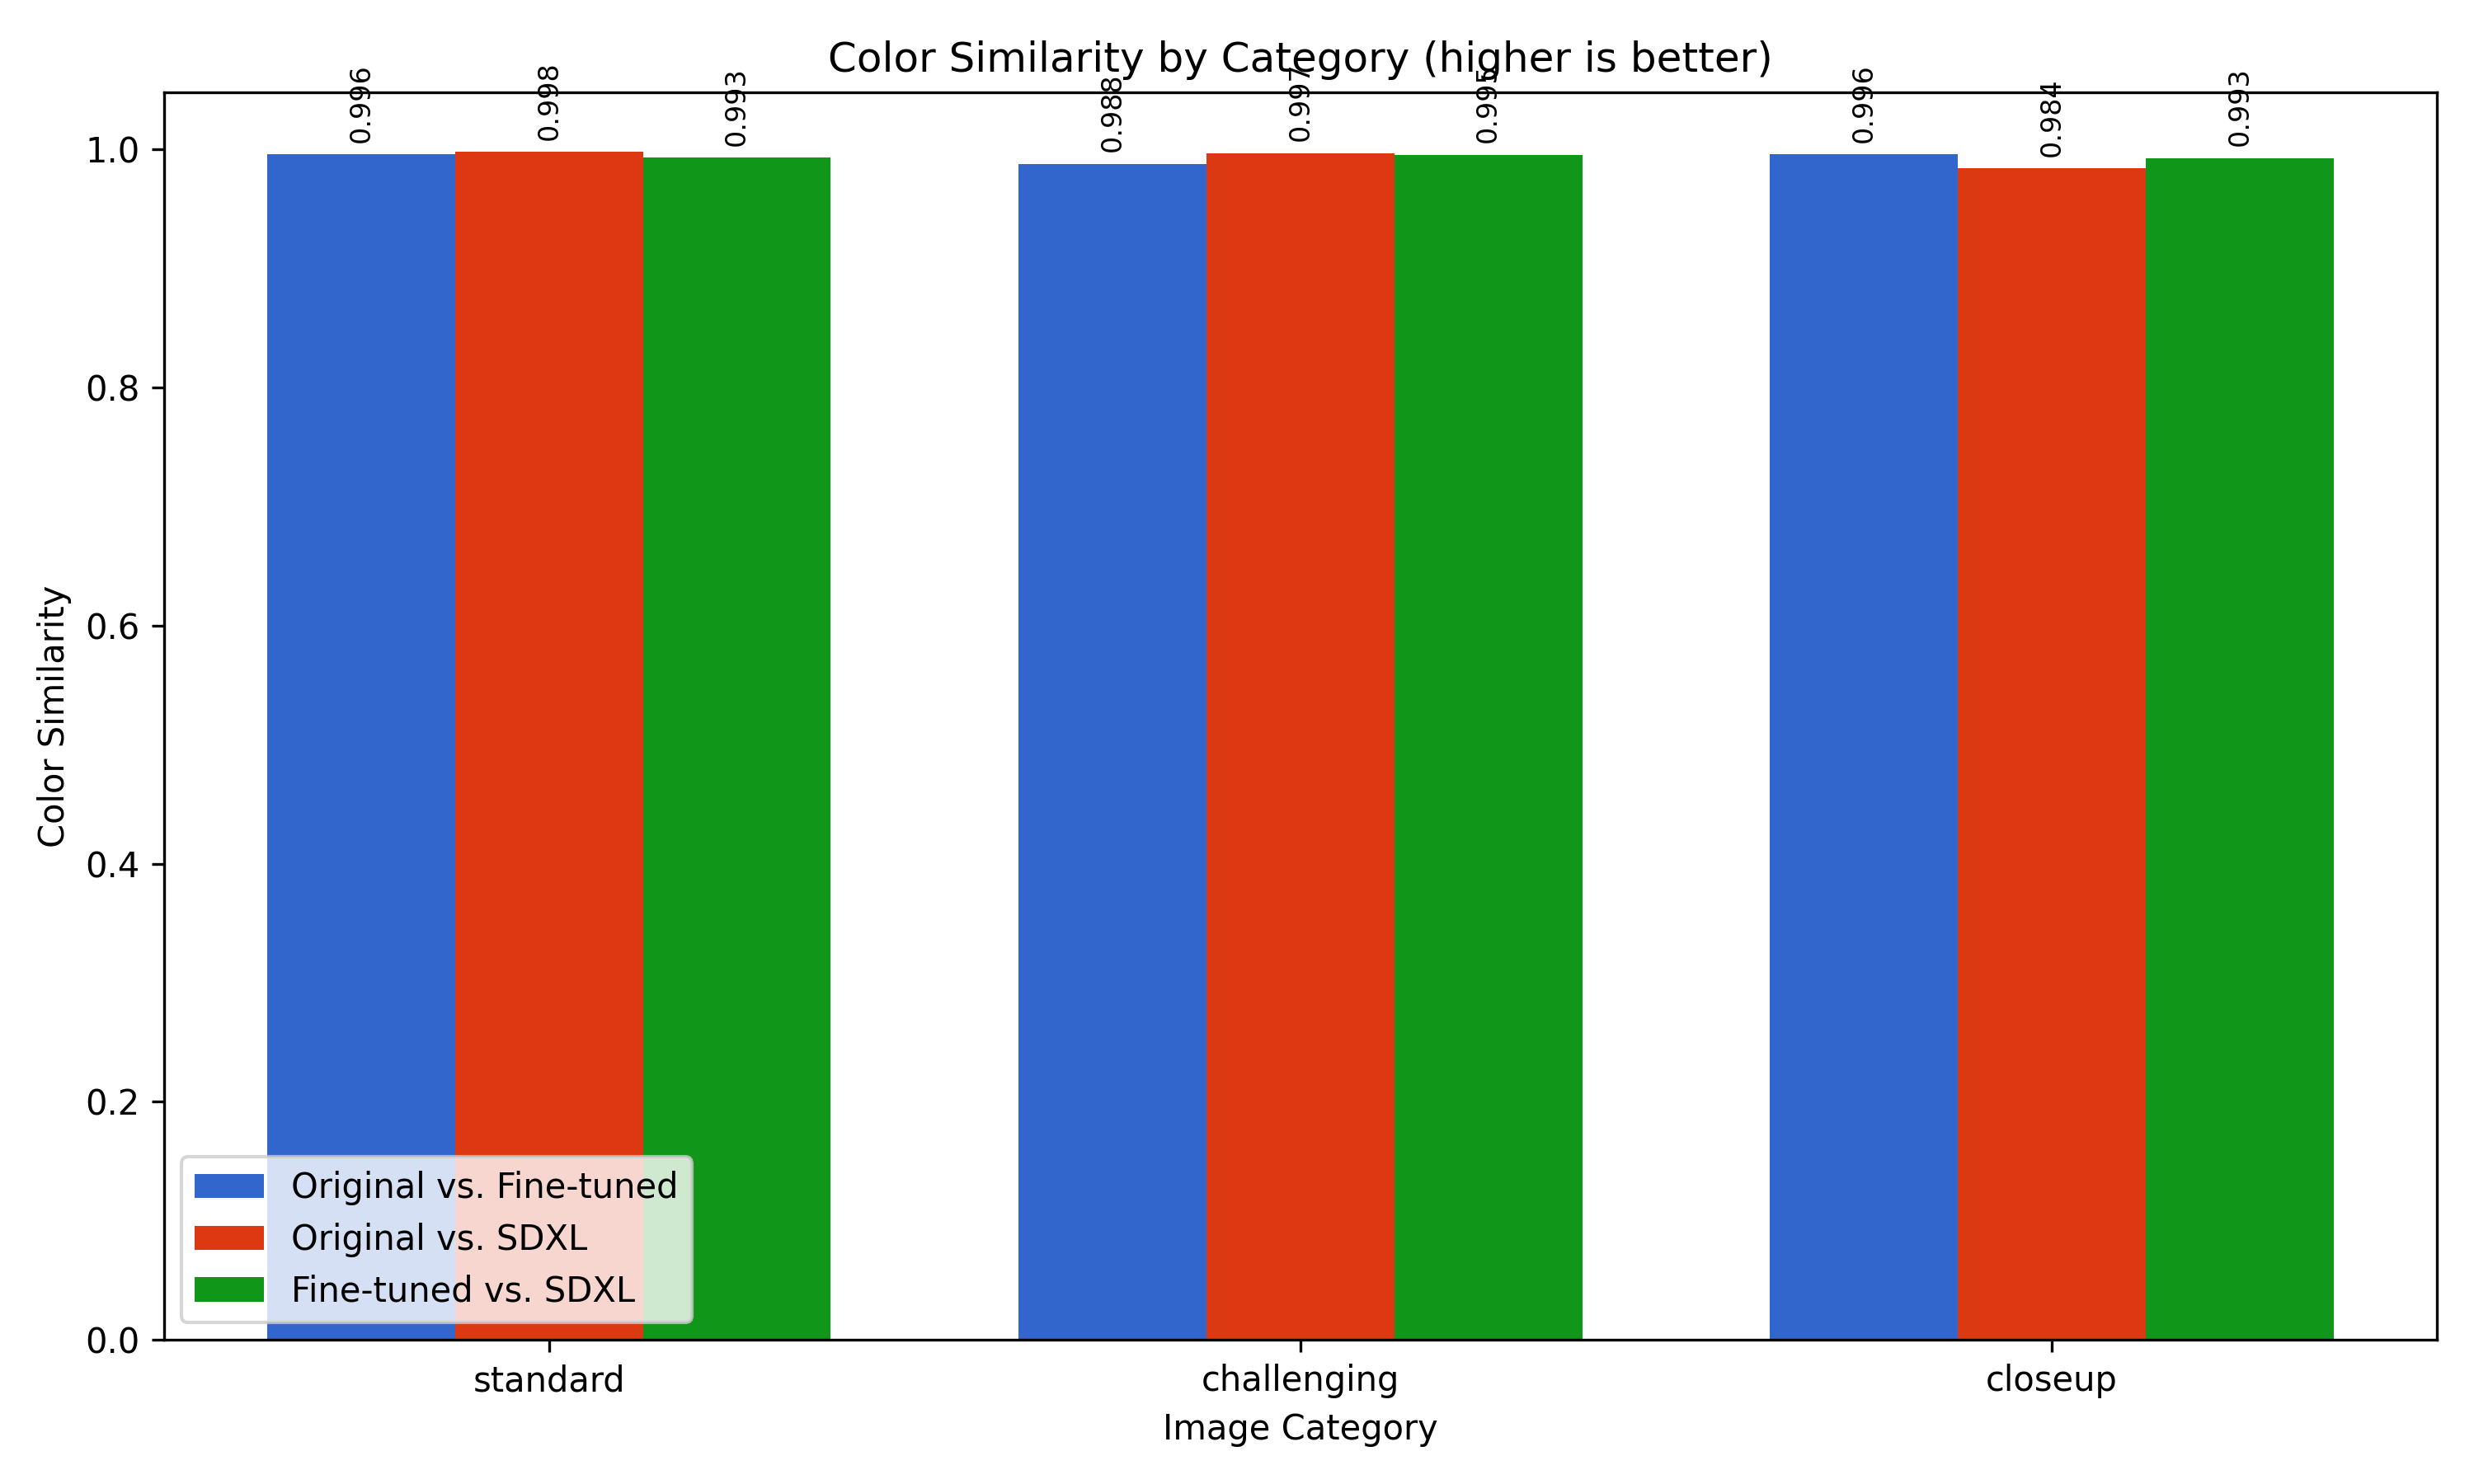 Color Similarity by Category (higher is better)
0.996
0.998
0.993
0.988
0.997
0.995
0.996
0.984
0.993
1.0
0.8
0.6
0.4
0.2
0.0
Color Similarity
Original vs. Fine-tuned
Original vs. SDXL
Fine-tuned vs. SDXL
standard
challenging
closeup
Image Category